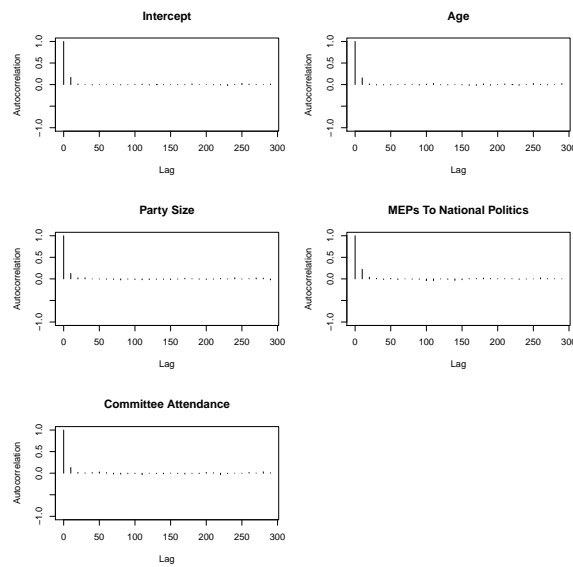 Intercept
Autocorrelation
1.0
0.0
−1.0
0 50 100 150 200 250 300
Lag
Age
Autocorrelation
1.0
0.0
−1.0
0 50 100 150 200 250 300
Lag
Party Size
Autocorrelation
1.0
0.0
−1.0
0 50 100 150 200 250 300
Lag
MEPs To National Politics
Autocorrelation
1.0
0.0
−1.0
0 50 100 150 200 250 300
Lag
Committee Attendance
Autocorrelation
1.0
0.0
−1.0
0 50 100 150 200 250 300
Lag